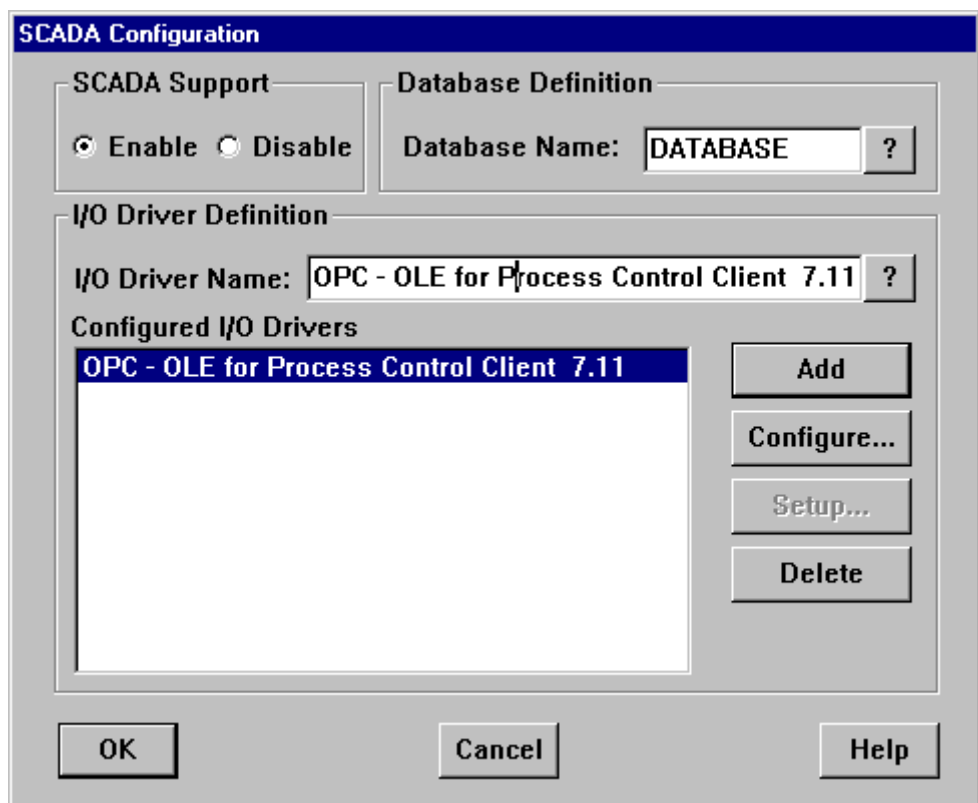 SCADA Configuration
SCADA Support
Enable Disable
Database Definition
Database Name: DATABASE ?
I/O Driver Definition
I/O Driver Name: OPC - OLE for Process Control Client 7.11 ?
Configured I/O Drivers
OPC - OLE for Process Control Client 7.11
Add
Configure...
Setup...
Delete
OK Cancel Help